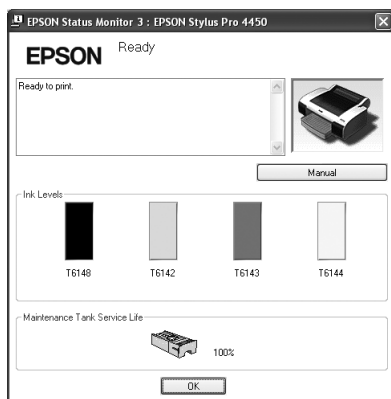 EPSON Status Monitor 3 : EPSON Stylus Pro 4450
EPSON
Ready
Ready to print.
Manual
Ink Levels
T6148 T6142 T6143 T6144
Maintenance Tank Service Life
100%
OK